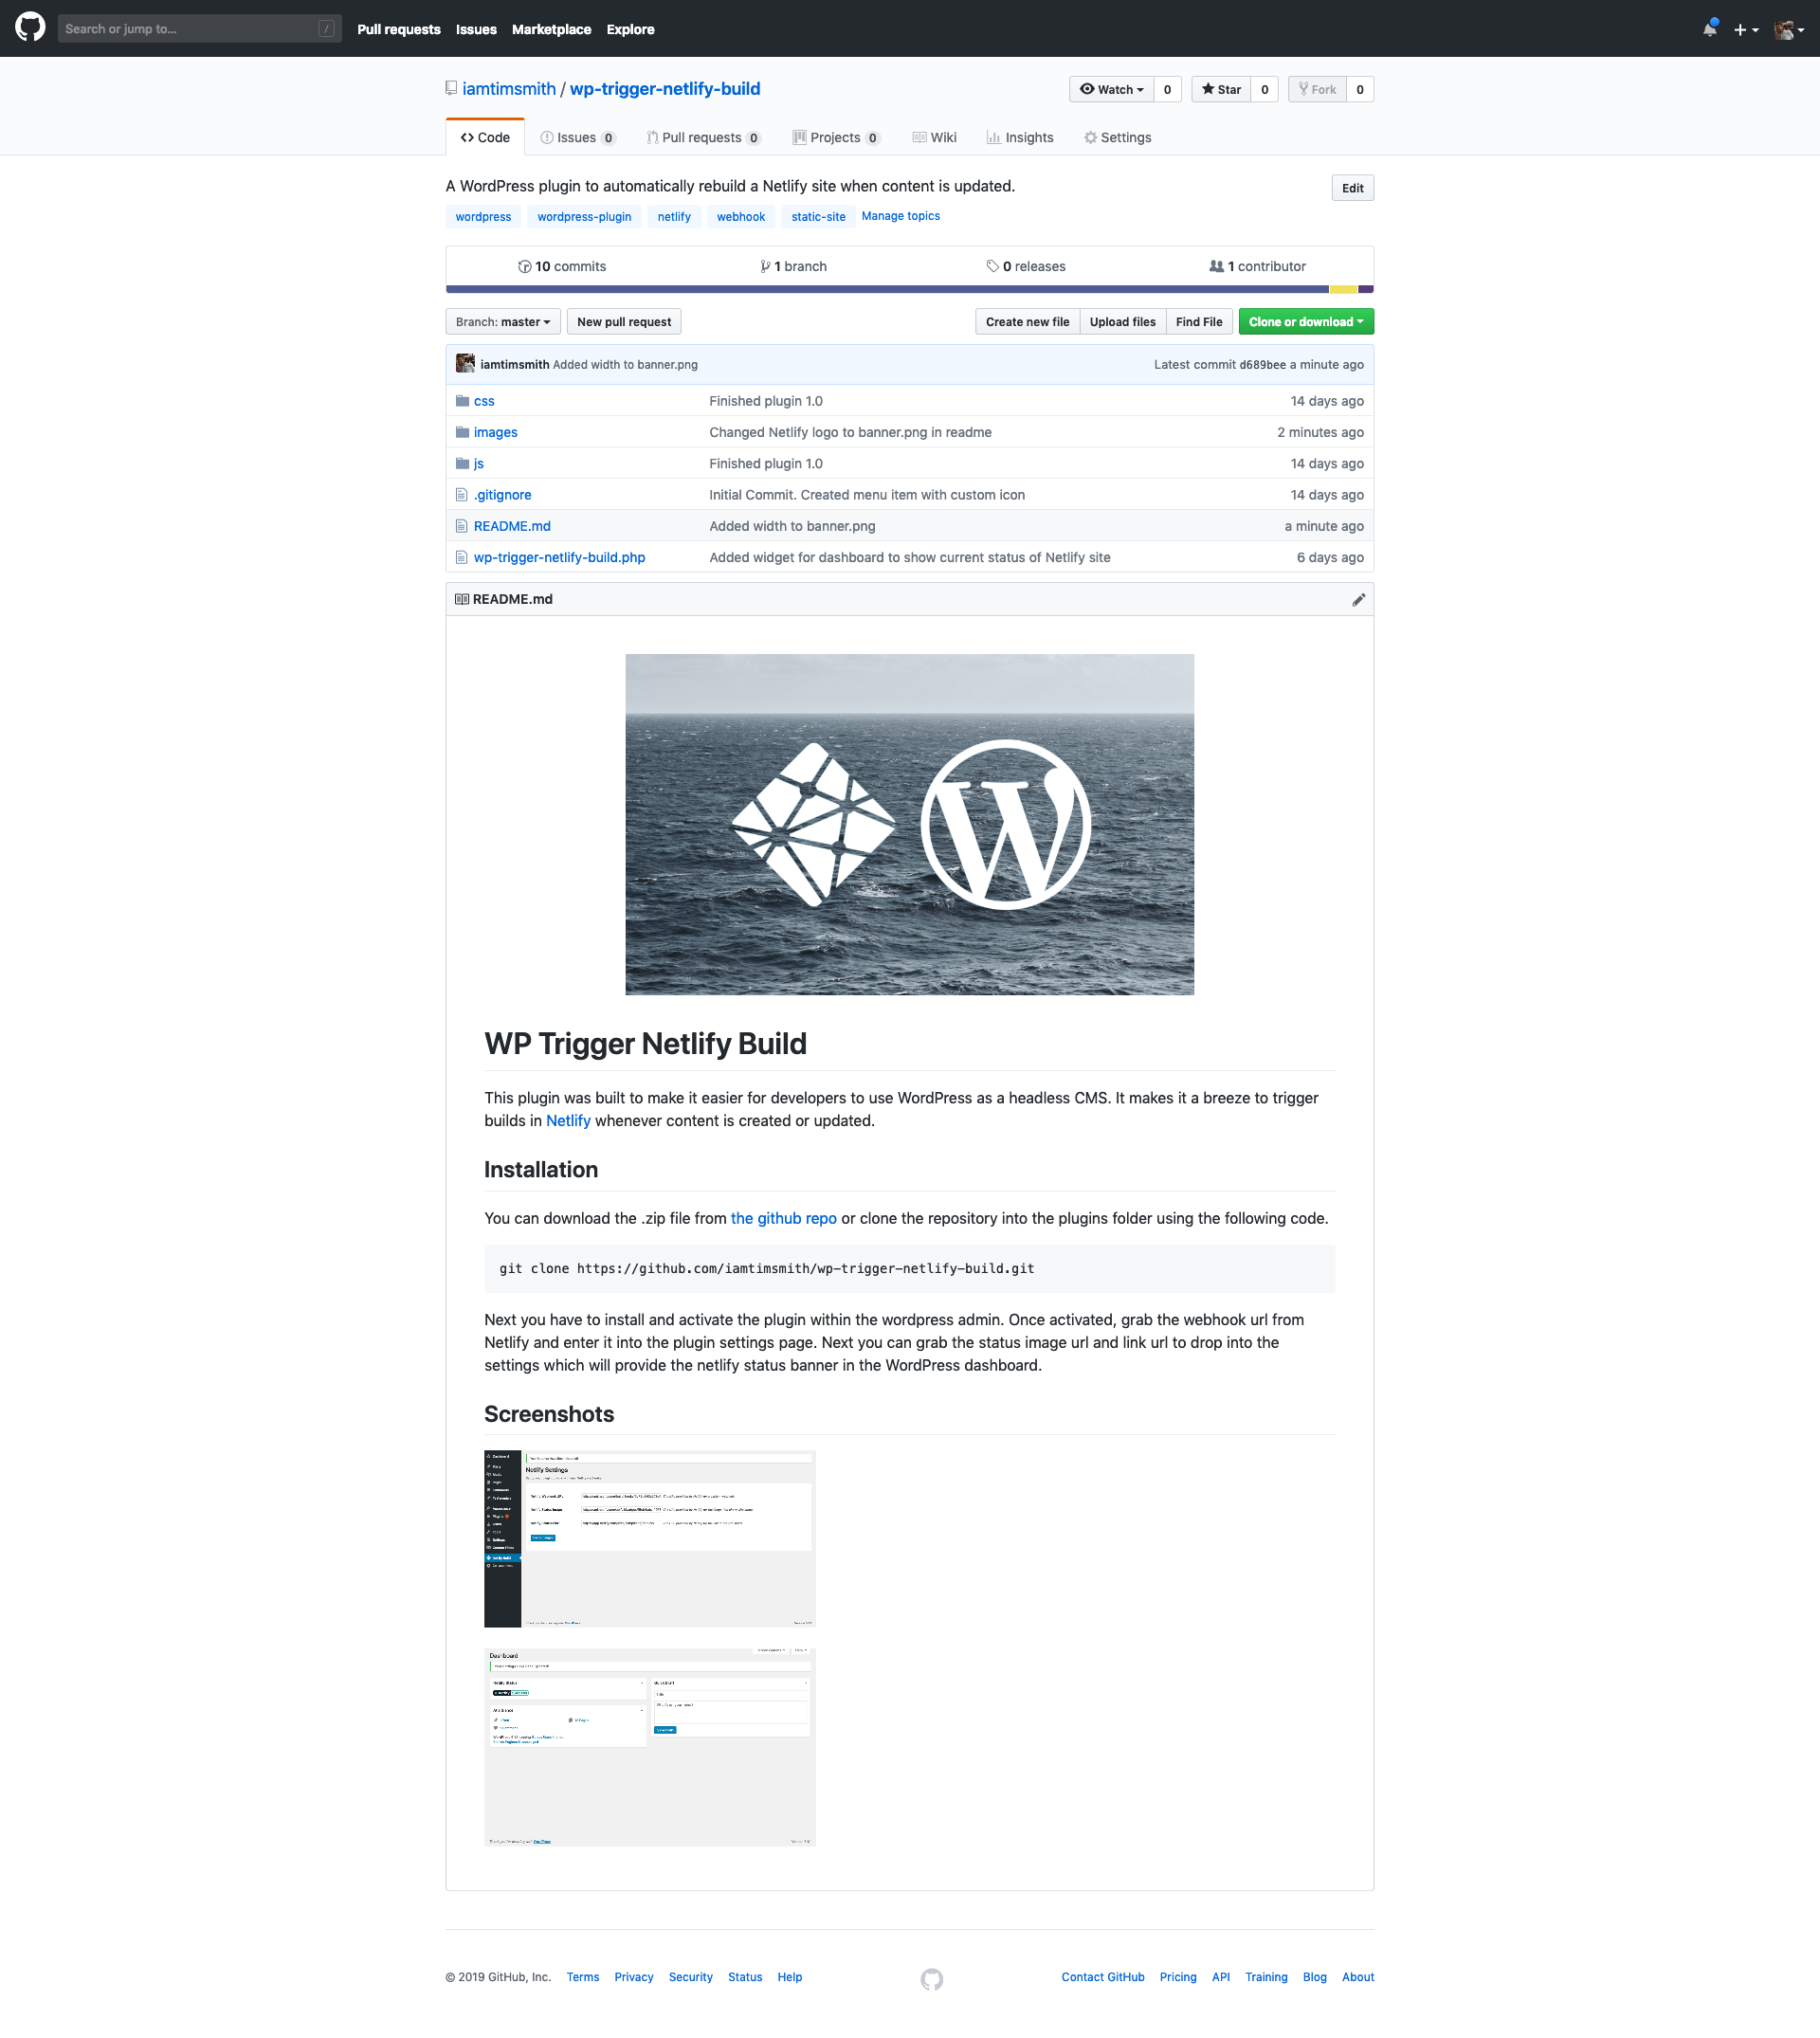 Search or jump to... /
Pull requests Issues Marketplace Explore
iamtimsmith / wp-trigger-netlify-build
Watch 0 Star 0 Fork 0
Code Issues 0 Pull requests 0 Projects 0 Wiki Insights Settings
A WordPress plugin to automatically rebuild a Netlify site when content is updated.
Edit
wordpress wordpress-plugin netlify webhook static-site Manage topics
10 commits 1 branch 0 releases 1 contributor
Branch: master New pull request Create new file Upload files Find File Clone or download
iamtimsmith Added width to banner.png Latest commit d689bee a minute ago
css Finished plugin 1.0 14 days ago
images Changed Netlify logo to banner.png in readme 2 minutes ago
js Finished plugin 1.0 14 days ago
.gitignore Initial Commit. Created menu item with custom icon 14 days ago
README.md Added width to banner.png a minute ago
wp-trigger-netlify-build.php Added widget for dashboard to show current status of Netlify site 6 days ago
README.md
WP Trigger Netlify Build
This plugin was built to make it easier for developers to use WordPress as a headless CMS. It makes it a breeze to trigger
builds in Netlify whenever content is created or updated.
Installation
You can download the .zip file from the github repo or clone the repository into the plugins folder using the following code.
git clone https://github.com/iamtimsmith/wp-trigger-netlify-build.git
Next you have to install and activate the plugin within the wordpress admin. Once activated, grab the webhook url from
Netlify and enter it into the plugin settings page. Next you can grab the status image url and link url to drop into the
settings which will provide the netlify status banner in the WordPress dashboard.
Screenshots
Dashboard
Netlify Settings
Dashboard
© 2019 GitHub, Inc. Terms Privacy Security Status Help
Contact GitHub Pricing API Training Blog About